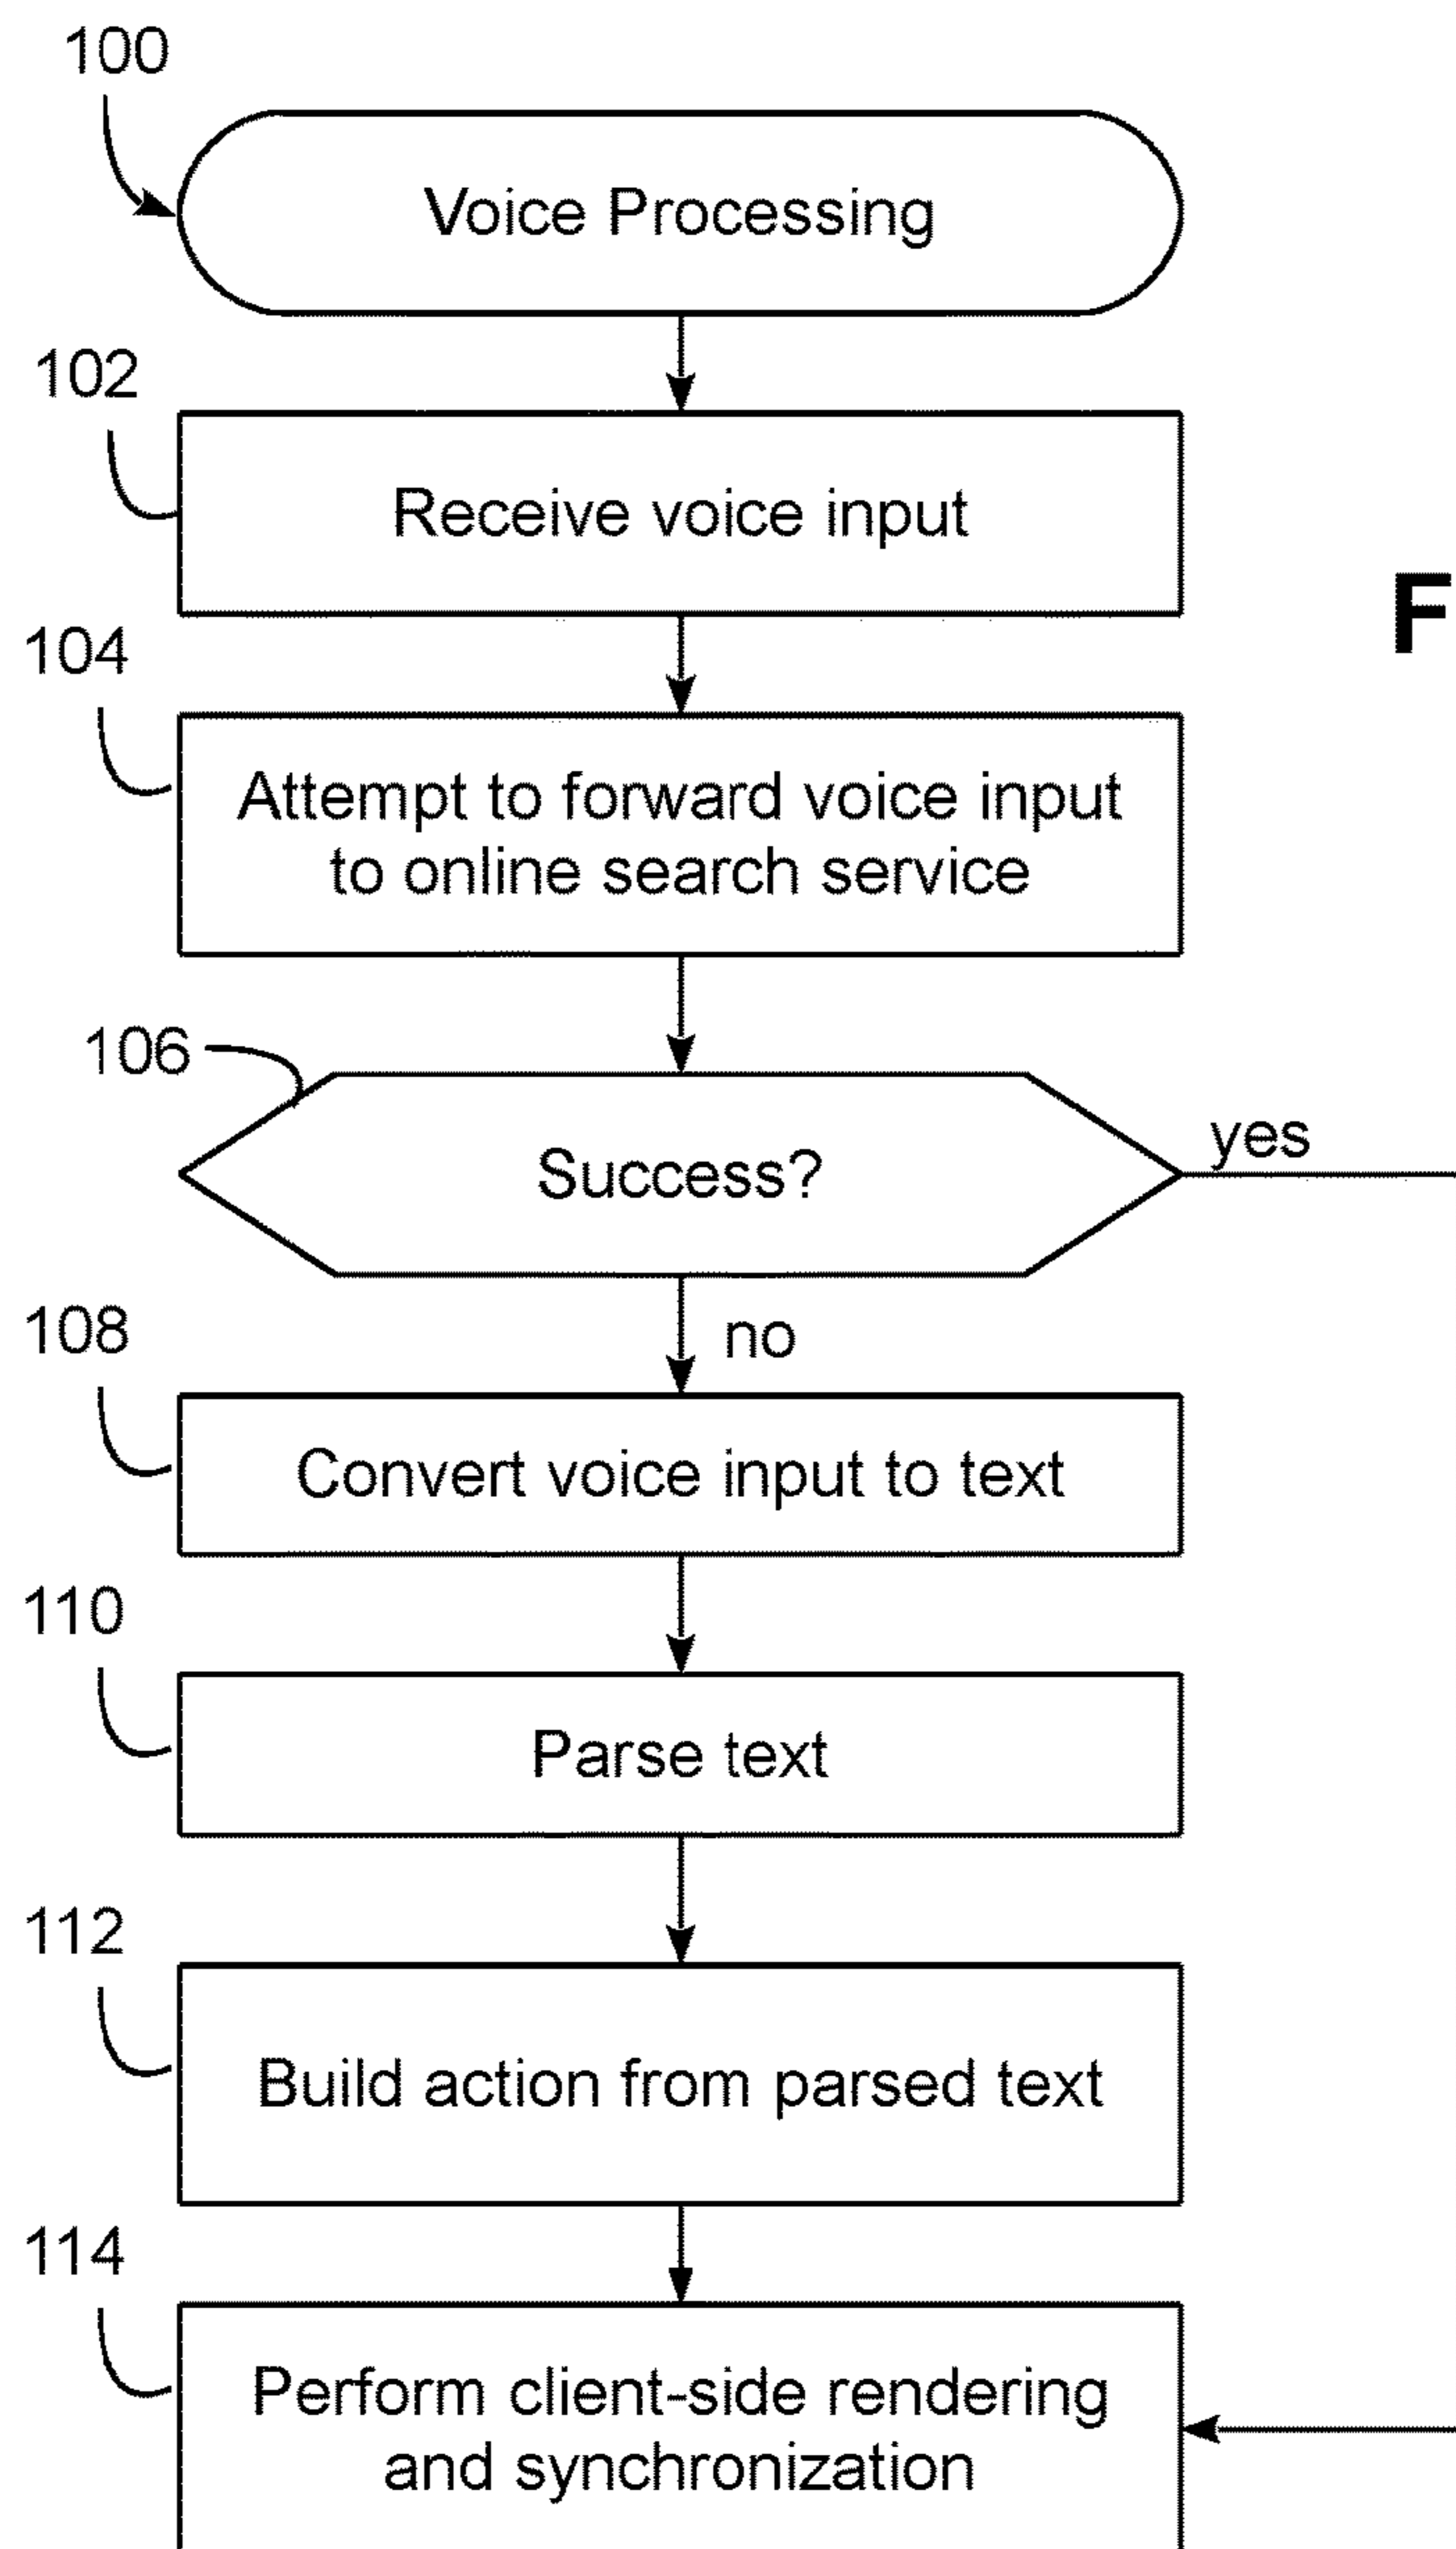 100
Voice Processing
102
Receive voice input
F
104
Attempt to forward voice input
to online search service
106
Success?
yes
no
108
Convert voice input to text
110
Parse text
112
Build action from parsed text
114
Perform client-side rendering
and synchronization